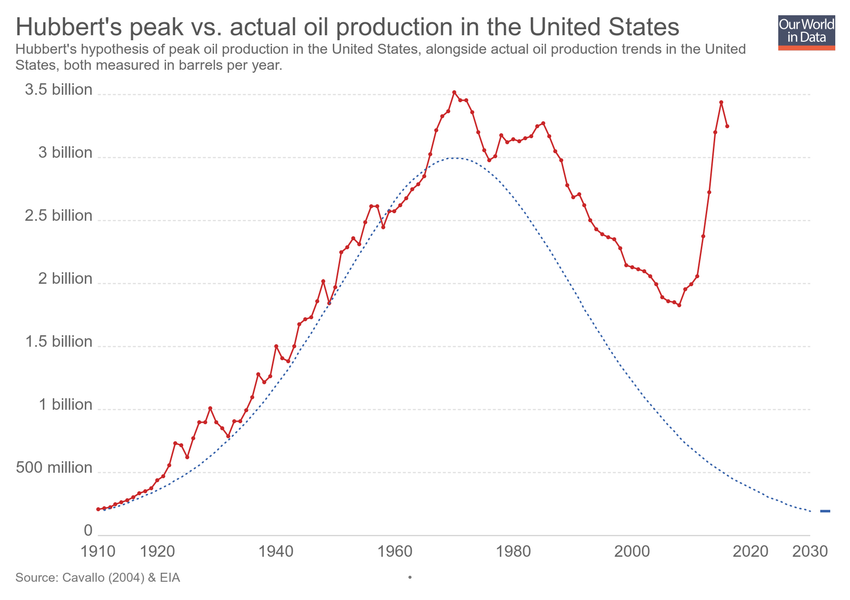 Hubbert's peak vs. actual oil production in the United States
Our World
in Data
Hubbert's hypothesis of peak oil production in the United States, alongside actual oil production trends in the United
States, both measured in barrels per year.
3.5 billion
3 billion
2.5 billion
2 billion
1.5 billion
1 billion
500 million
0
1910 1920 1940 1960 1980 2000 2020 2030
Source: Cavallo (2004) & EIA